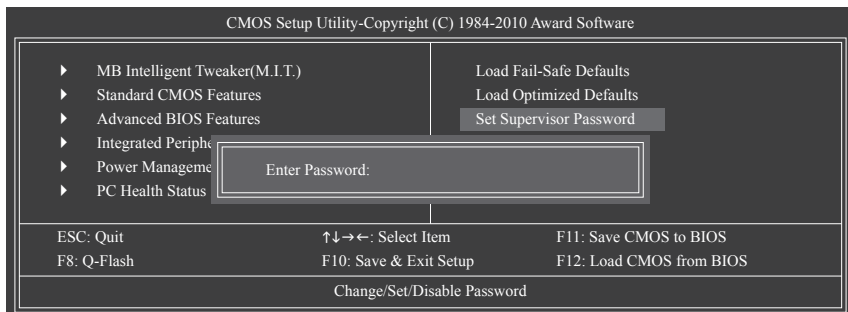 CMOS Setup Utility-Copyright (C) 1984-2010 Award Software
MB Intelligent Tweaker(M.I.T.)
Standard CMOS Features
Advanced BIOS Features
Integrated Periphe
Power Manageme
PC Health Status
Load Fail-Safe Defaults
Load Optimized Defaults
Set Supervisor Password
Enter Password:
ESC: Quit
↑↓→←: Select Item
F11: Save CMOS to BIOS
F8: Q-Flash
F10: Save & Exit Setup
F12: Load CMOS from BIOS
Change/Set/Disable Password